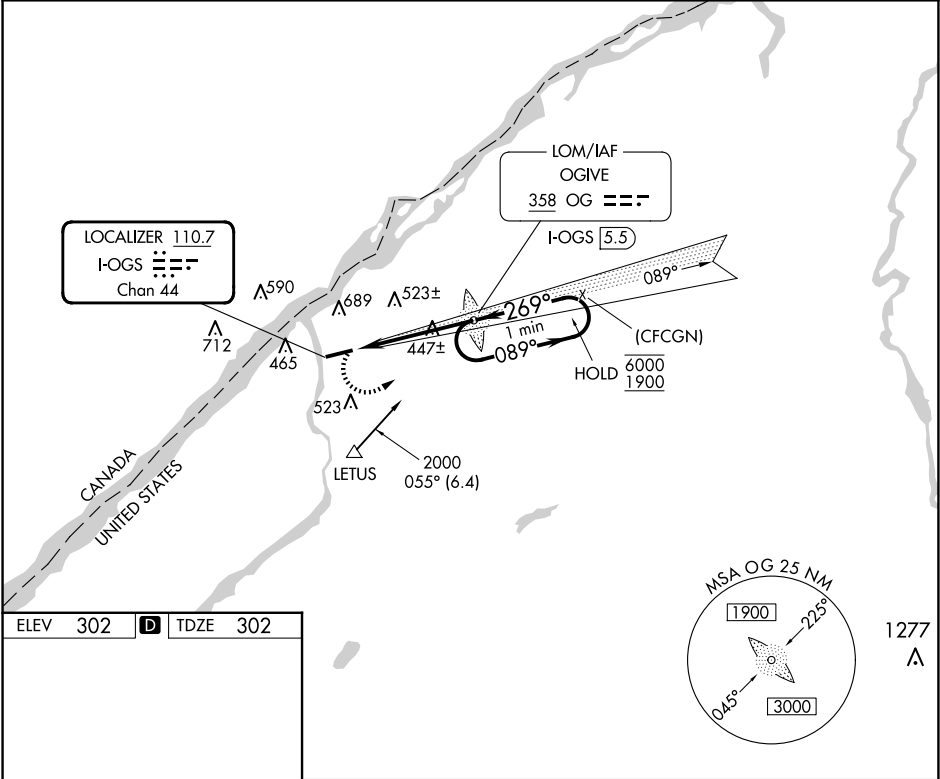 LOM/IAF
OGIVE
358 OG
I-OGS 5.5
LOCALIZER 110.7
I-OGS
Chan 44
089°
590
689
523±
269°
712
465
447±
1 min
(CFCGN)
089°
HOLD 6000
1900
523
LETUS
2000
055° (6.4)
CANADA
UNITED STATES
MSA OG 25 NM
1900
225°
045°
3000
1277
ELEV 302 D TDZE 302